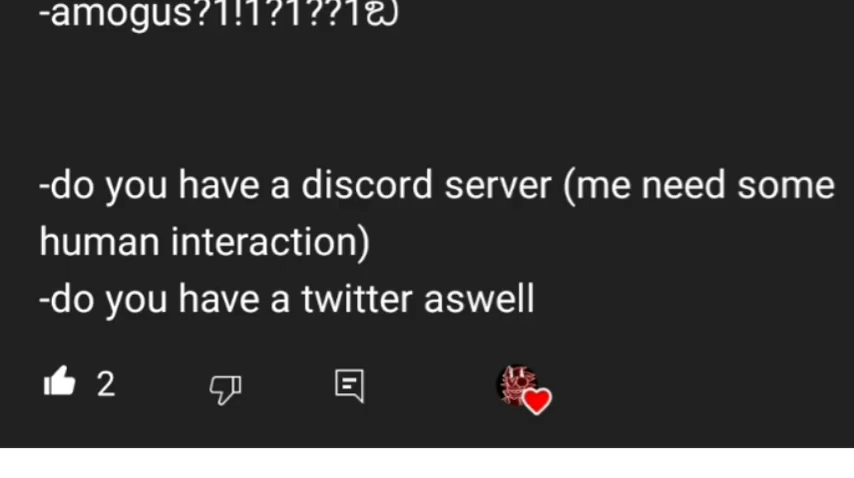 -amogus?1!1?1??1ඞ
-do you have a discord server (me need some
human interaction)
-do you have a twitter aswell
2